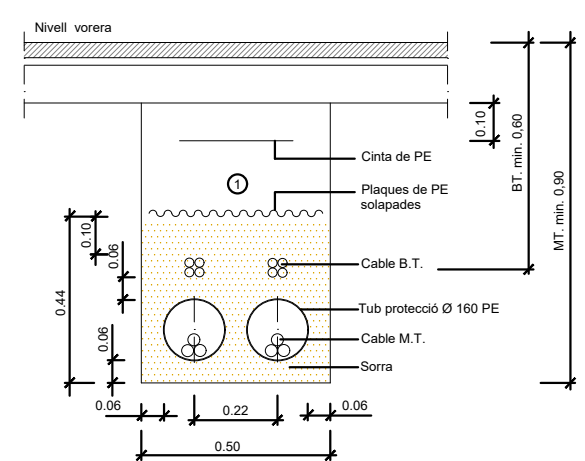 Nivell vorera
0.10
BT. min. 0,60
MT. min. 0,90
Cinta de PE
1
Plaques de PE
solapades
0.10
0.06
0.44
Cable B.T.
Tub protecció Ø 160 PE
0.06
Cable M.T.
Sorra
0.06
0.22
0.06
0.50